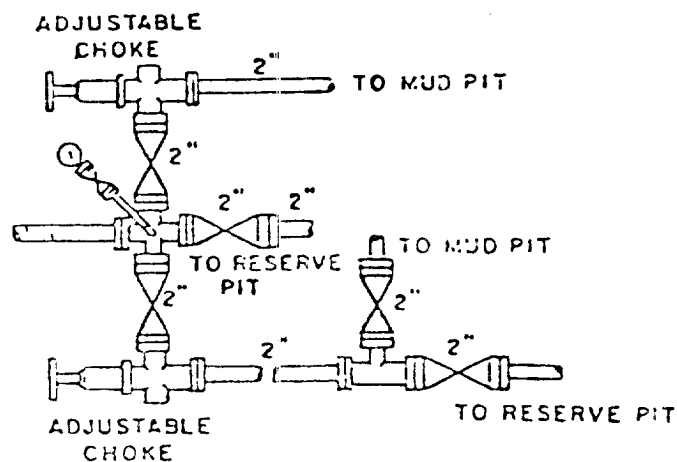 ADJUSTABLE
CHOKE
2"
TO MUD PIT
2"
2"
2"
TO RESERVE
PIT
2"
TO MUD PIT
2"
2"
2"
TO RESERVE PIT
ADJUSTABLE
CHOKE